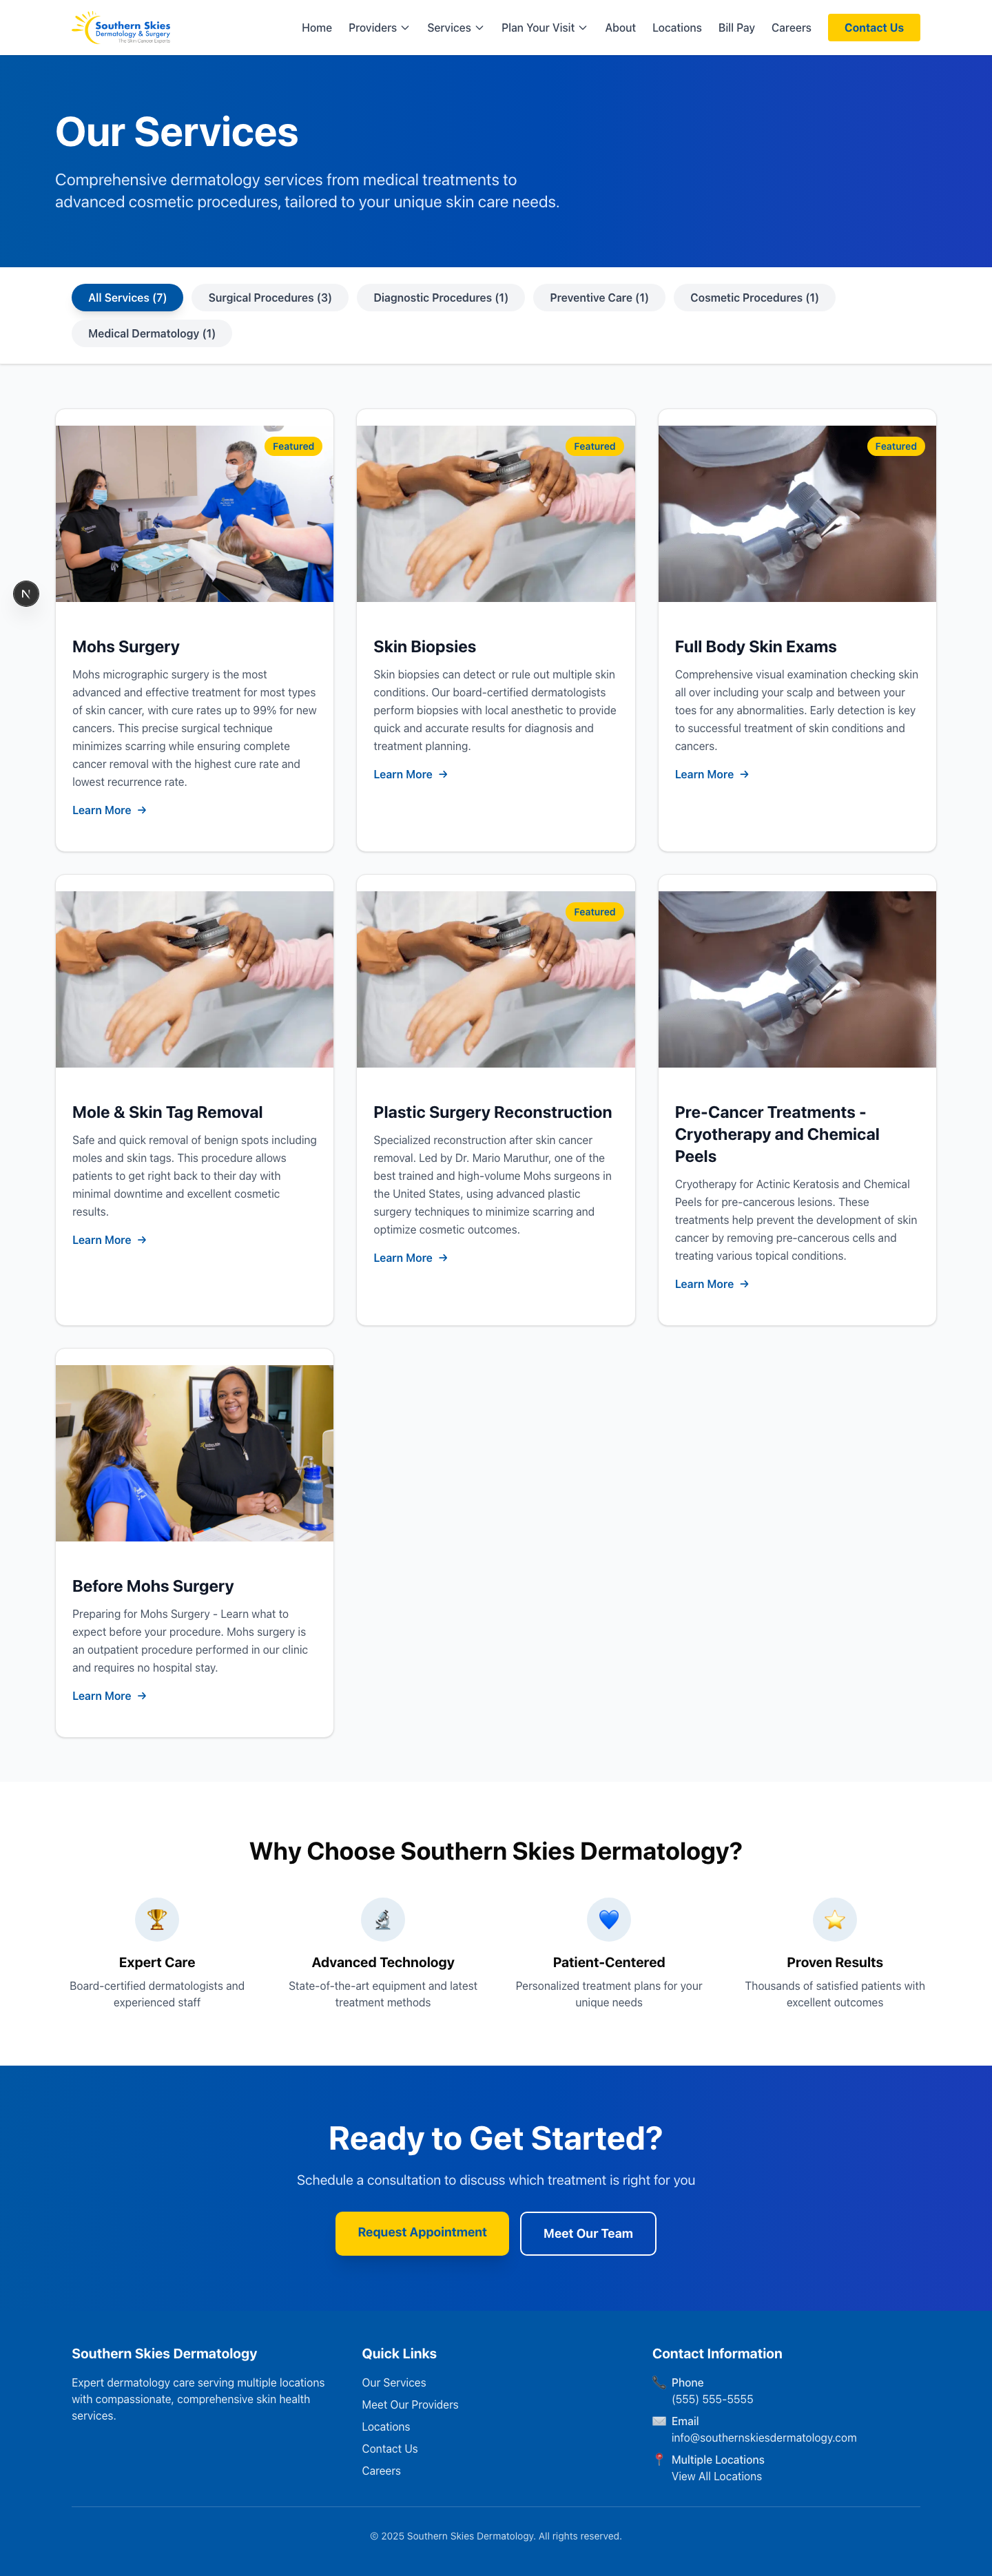 Southern Skies
Dermatology & Surgery
The Skin Cancer Experts
Home Providers Services Plan Your Visit About Locations Bill Pay Careers Contact Us
Our Services
Comprehensive dermatology services from medical treatments to
advanced cosmetic procedures, tailored to your unique skin care needs.
All Services (7) Surgical Procedures (3) Diagnostic Procedures (1) Preventive Care (1) Cosmetic Procedures (1)
Medical Dermatology (1)
Featured
Mohs Surgery
Mohs micrographic surgery is the most
advanced and effective treatment for most types
of skin cancer, with cure rates up to 99% for new
cancers. This precise surgical technique
minimizes scarring while ensuring complete
cancer removal with the highest cure rate and
lowest recurrence rate.
Learn More →
Featured
Skin Biopsies
Skin biopsies can detect or rule out multiple skin
conditions. Our board-certified dermatologists
perform biopsies with local anesthetic to provide
quick and accurate results for diagnosis and
treatment planning.
Learn More →
Featured
Full Body Skin Exams
Comprehensive visual examination checking skin
all over including your scalp and between your
toes for any abnormalities. Early detection is key
to successful treatment of skin conditions and
cancers.
Learn More →
N
Mole & Skin Tag Removal
Safe and quick removal of benign spots including
moles and skin tags. This procedure allows
patients to get right back to their day with
minimal downtime and excellent cosmetic
results.
Learn More →
Featured
Plastic Surgery Reconstruction
Specialized reconstruction after skin cancer
removal. Led by Dr. Mario Maruthur, one of the
best trained and high-volume Mohs surgeons in
the United States, using advanced plastic
surgery techniques to minimize scarring and
optimize cosmetic outcomes.
Learn More →
Pre-Cancer Treatments -
Cryotherapy and Chemical
Peels
Cryotherapy for Actinic Keratosis and Chemical
Peels for pre-cancerous lesions. These
treatments help prevent the development of skin
cancer by removing pre-cancerous cells and
treating various topical conditions.
Learn More →
Before Mohs Surgery
Preparing for Mohs Surgery - Learn what to
expect before your procedure. Mohs surgery is
an outpatient procedure performed in our clinic
and requires no hospital stay.
Learn More →
Why Choose Southern Skies Dermatology?
Expert Care
Board-certified dermatologists and
experienced staff
Advanced Technology
State-of-the-art equipment and latest
treatment methods
Patient-Centered
Personalized treatment plans for your
unique needs
Proven Results
Thousands of satisfied patients with
excellent outcomes
Ready to Get Started?
Schedule a consultation to discuss which treatment is right for you
Request Appointment Meet Our Team
Southern Skies Dermatology
Expert dermatology care serving multiple locations
with compassionate, comprehensive skin health
services.
Quick Links
Our Services
Meet Our Providers
Locations
Contact Us
Careers
Contact Information
Phone
(555) 555-5555
Email
info@southernskiesdermatology.com
Multiple Locations
View All Locations
© 2025 Southern Skies Dermatology. All rights reserved.